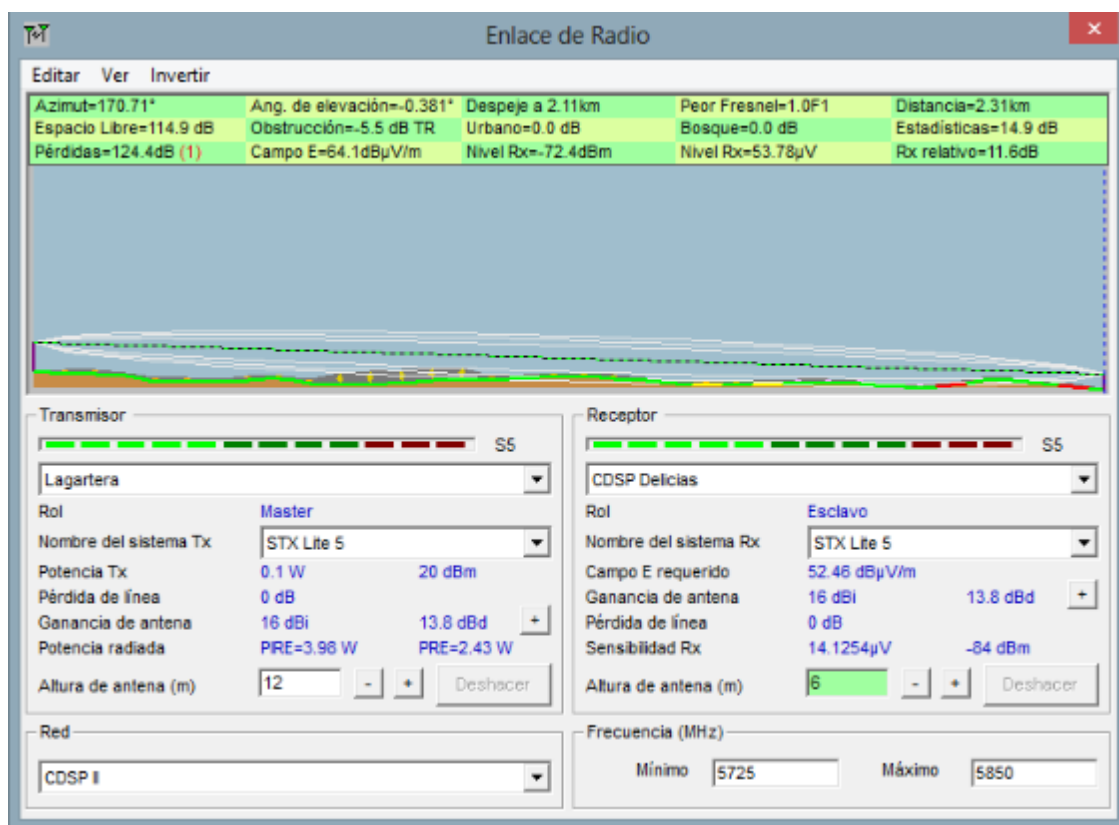 Enlace de Radio
Editar Ver Invertir
Azimut=170.71° Ang. de elevación=-0.381° Despeje a 2.11km Peor Fresnel=1.0F1 Distancia=2.31km
Espacio Libre=114.9 dB Obstrucción=-5.5 dB TR Urbano=0.0 dB Bosque=0.0 dB Estadísticas=14.9 dB
Pérdidas=124.4dB (1) Campo E=64.1dBµV/m Nivel Rx=-72.4dBm Nivel Rx=53.78µV Rx relativo=11.6dB
Transmisor
S5
Lagartera
Rol Master
Nombre del sistema Tx STX Lite 5
Potencia Tx 0.1 W 20 dBm
Pérdida de línea 0 dB
Ganancia de antena 16 dBi 13.8 dBd +
Potencia radiada PIRE=3.98 W PRE=2.43 W
Altura de antena (m) 12 - + Deshacer
Receptor
S5
CDSP Delicias
Rol Esclavo
Nombre del sistema Rx STX Lite 5
Campo E requerido 52.46 dBµV/m
Ganancia de antena 16 dBi 13.8 dBd +
Pérdida de línea 0 dB
Sensibilidad Rx 14.1254µV -84 dBm
Altura de antena (m) 6 - + Deshacer
Red
CDSP II
Frecuencia (MHz)
Mínimo 5725 Máximo 5850